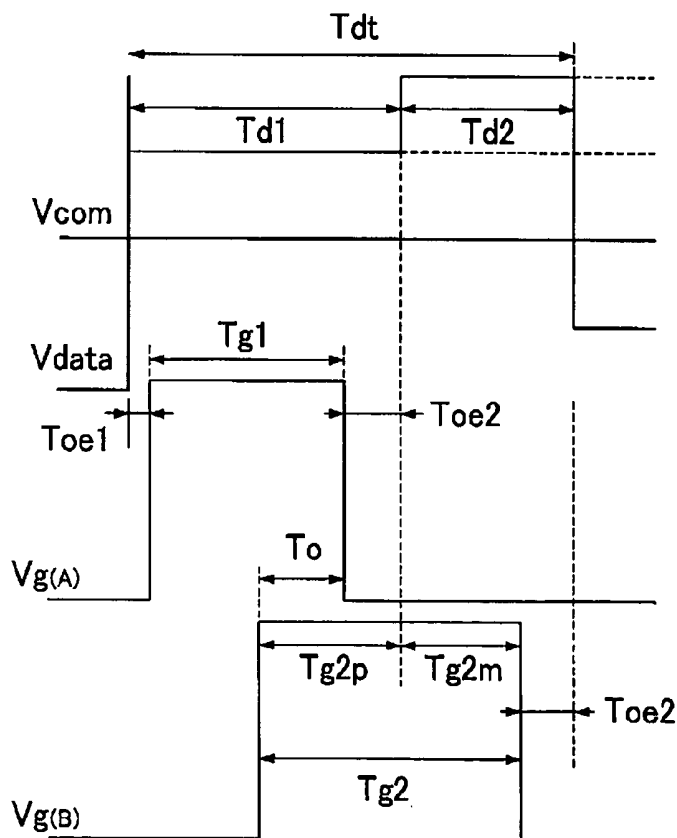 Tdt
Td1
Td2
Vcom
Tg1
Vdata
Toe1
Toe2
To
Vg(A)
Tg2p
Tg2m
Toe2
Tg2
Vg(B)